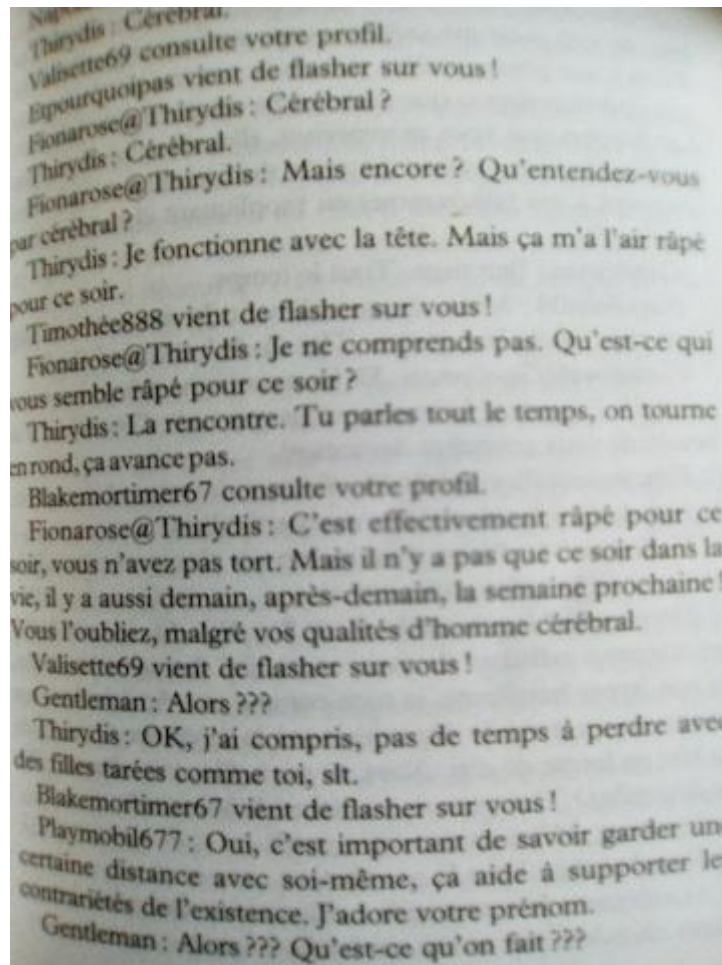 Thirydis : Cérébral.
Valisette69 consulte votre profil.
Etpourquoipas vient de flasher sur vous !
Fionarose@Thirydis : Cérébral ?
Thirydis : Cérébral.
Fionarose@Thirydis : Mais encore ? Qu'entendez-vous
par cérébral ?
Thirydis : Je fonctionne avec la tête. Mais ça m'a l'air râpé
pour ce soir.
Timothée888 vient de flasher sur vous !
Fionarose@Thirydis : Je ne comprends pas. Qu'est-ce qui
vous semble râpé pour ce soir ?
Thirydis : La rencontre. Tu parles tout le temps, on tourne
en rond, ça avance pas.
Blakemortimer67 consulte votre profil.
Fionarose@Thirydis : C'est effectivement râpé pour ce
soir, vous n'avez pas tort. Mais il n'y a pas que ce soir dans la
vie, il y a aussi demain, après-demain, la semaine prochaine !
Vous l'oubliez, malgré vos qualités d'homme cérébral.
Valisette69 vient de flasher sur vous !
Gentleman : Alors ???
Thirydis : OK, j'ai compris, pas de temps à perdre avec
des filles tarées comme toi, slt.
Blakemortimer67 vient de flasher sur vous !
Playmobil677 : Oui, c'est important de savoir garder un
certaine distance avec soi-même, ça aide à supporter le
contrariétés de l'existence. J'adore votre prénom.
Gentleman : Alors ??? Qu'est-ce qu'on fait ???